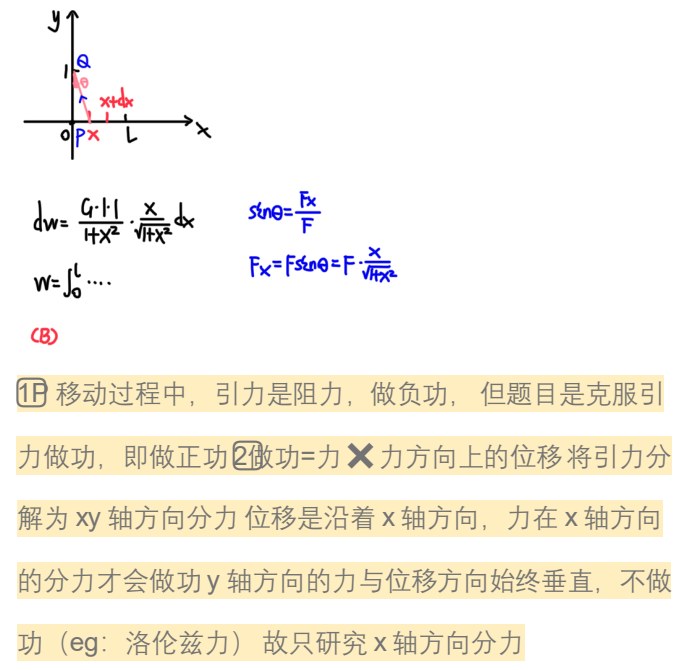 y
1 Q
θ
x+dx
0 P x L x
dw = \frac{G·1·1}{1+x²} · \frac{x}{\sqrt{1+x²}} dx
sinθ = \frac{Fx}{F}
Fx = Fsinθ = F · \frac{x}{\sqrt{1+x²}}
w = ∫₀ˡ ····
(B)
1P 移动过程中，引力是阻力，做负功， 但题目是克服引
力做功，即做正功 2做功=力 ❌ 力方向上的位移 将引力分
解为 xy 轴方向分力 位移是沿着 x 轴方向，力在 x 轴方向
的分力才会做功 y 轴方向的力与位移方向始终垂直，不做
功（eg：洛伦兹力） 故只研究 x 轴方向分力